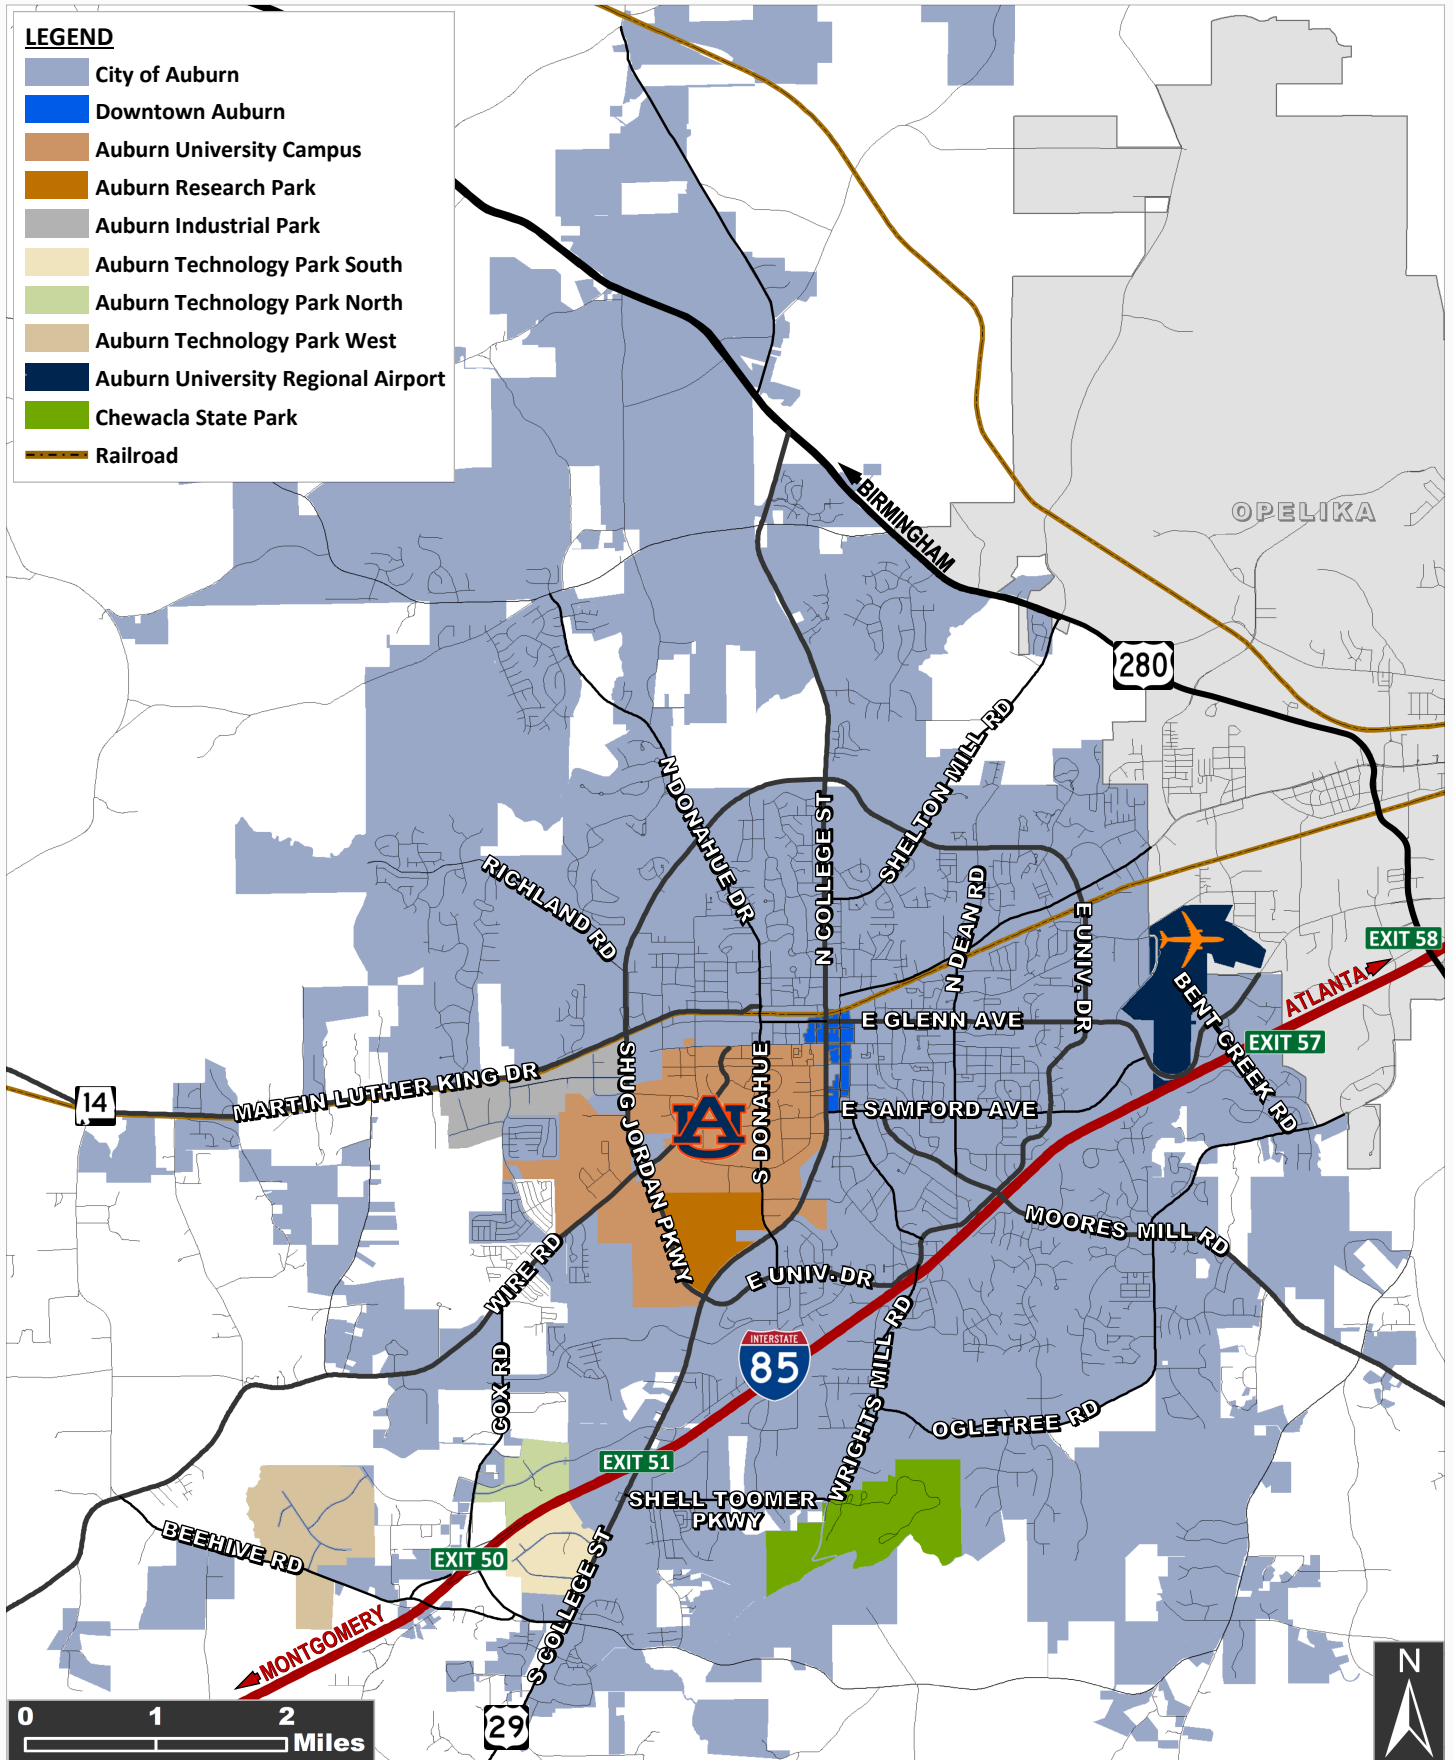 LEGEND
City of Auburn
Downtown Auburn
Auburn University Campus
Auburn Research Park
Auburn Industrial Park
Auburn Technology Park South
Auburn Technology Park North
Auburn Technology Park West
Auburn University Regional Airport
Chewacla State Park
Railroad
BIRMINGHAM
OPELIKA
280
SHELTON MILL RD
N DONAHUE DR
N COLLEGE ST
RICHLAND RD
N DEAN RD
E UNIV. DR
EXIT 58
ATLANTA
BENT CREEK RD
E GLENN AVE
EXIT 57
SHUG JORDAN PKWY
S DONAHUE
MARTIN LUTHER KING DR
14
AU
E SAMFORD AVE
MOORES MILL RD
WIRE RD
E UNIV. DR
INTERSTATE
85
WRIGHTS MILL RD
COX RD
OGLETREE RD
EXIT 51
SHELL TOOMER
PKWY
BEEHIVE RD
EXIT 50
S COLLEGE ST
MONTGOMERY
29
N
0 1 2
Miles